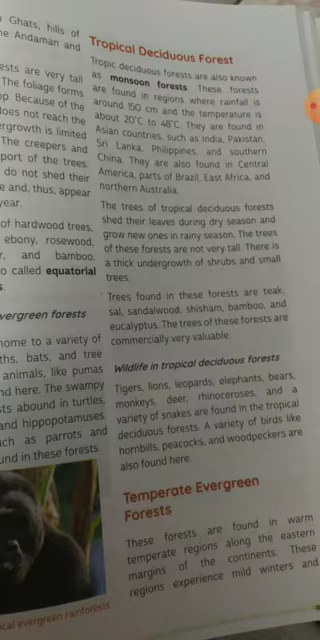 Ghats, hills of
Andaman and
ests are very tall
The foliage forms
op. Because of the
does not reach the
ergrowth is limited
The creepers and
port of the trees.
do not shed their
e and, thus, appear
year.
of hardwood trees,
ebony, rosewood,
and bamboo.
o called equatorial
vergreen forests
home to a variety of
ths, bats, and tree
animals, like pumas
nd here. The swampy
sts abound in turtles,
and hippopotamuses.
uch as parrots and
und in these forests.
ical evergreen rainforests
Tropical Deciduous Forest
Tropic deciduous forests are also known
as monsoon forests. These forests
are found in regions where rainfall is
around 150 cm and the temperature is
about 20°C to 48°C. They are found in
Asian countries, such as India, Pakistan,
Sri Lanka, Philippines, and southern
China. They are also found in Central
America, parts of Brazil, East Africa, and
northern Australia.
The trees of tropical deciduous forests
shed their leaves during dry season and
grow new ones in rainy season. The trees
of these forests are not very tall. There is
a thick undergrowth of shrubs and small
trees.
Trees found in these forests are teak,
sal, sandalwood, shisham, bamboo, and
eucalyptus. The trees of these forests are
commercially very valuable.
Wildlife in tropical deciduous forests
Tigers, lions, leopards, elephants, bears,
monkeys, deer, rhinoceroses, and a
variety of snakes are found in the tropical
deciduous forests. A variety of birds like
hornbills, peacocks, and woodpeckers are
also found here.
Temperate Evergreen
Forests
These forests are found in warm
temperate regions along the eastern
margins of the continents. These
regions experience mild winters and